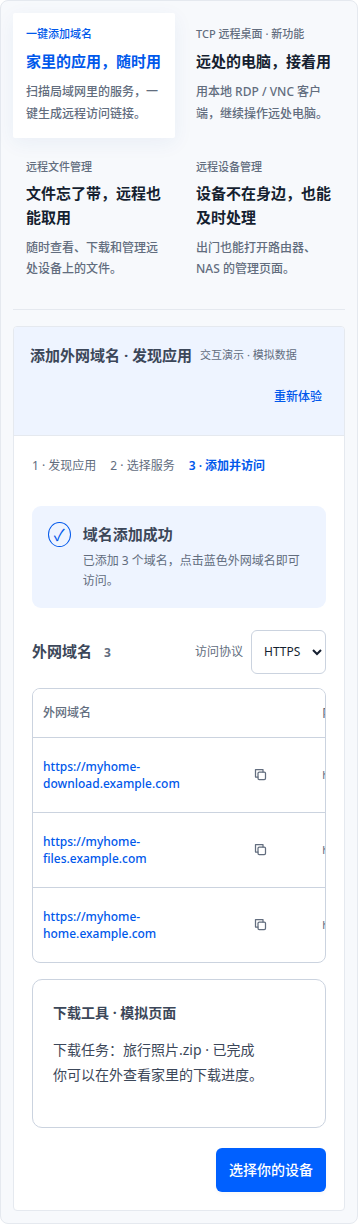 一键添加域名
家里的应用，随时用
扫描局域网里的服务，一
键生成远程访问链接。
TCP 远程桌面 · 新功能
远处的电脑，接着用
用本地 RDP / VNC 客户
端，继续操作远处电脑。
远程文件管理
文件忘了带，远程也
能取用
随时查看、下载和管理远
处设备上的文件。
远程设备管理
设备不在身边，也能
及时处理
出门也能打开路由器、
NAS 的管理页面。
添加外网域名 · 发现应用 交互演示 · 模拟数据
重新体验
1 · 发现应用 2 · 选择服务 3 · 添加并访问
域名添加成功
已添加 3 个域名，点击蓝色外网域名即可
访问。
外网域名 3 访问协议 HTTPS
外网域名
https://myhome-
download.example.com
https://myhome-
files.example.com
https://myhome-
home.example.com
下载工具 · 模拟页面
下载任务：旅行照片.zip · 已完成
你可以在外查看家里的下载进度。
选择你的设备